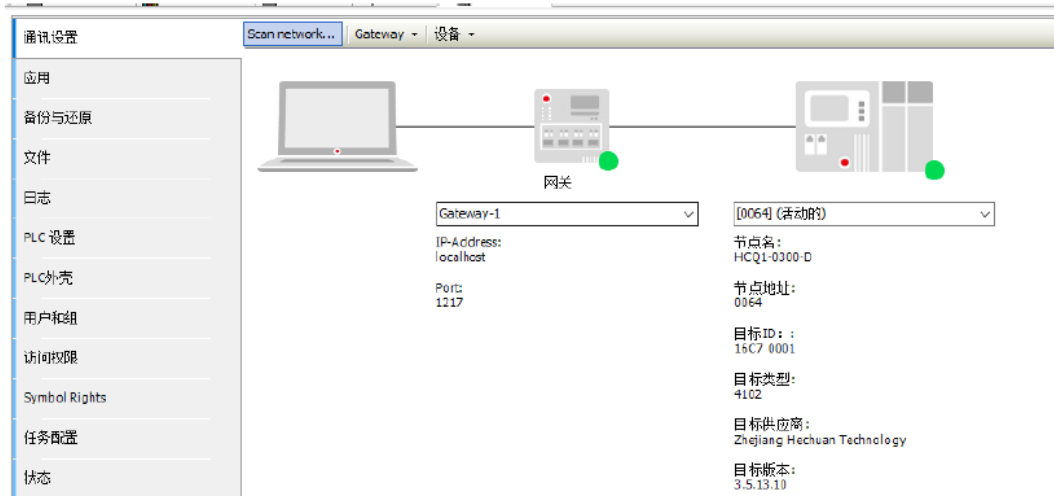 通讯设置
Scan network...
Gateway
设备
应用
备份与还原
文件
日志
PLC 设置
PLC外壳
用户和组
访问权限
Symbol Rights
任务配置
状态
网关
Gateway-1
IP-Address:
localhost
Port:
1217
[0064] (活动的)
节点名:
HCQ1-0300-D
节点地址:
0064
目标ID: :
16C7 0001
目标类型:
4102
目标供应商:
Zhejiang Hechuan Technology
目标版本:
3.5.13.10